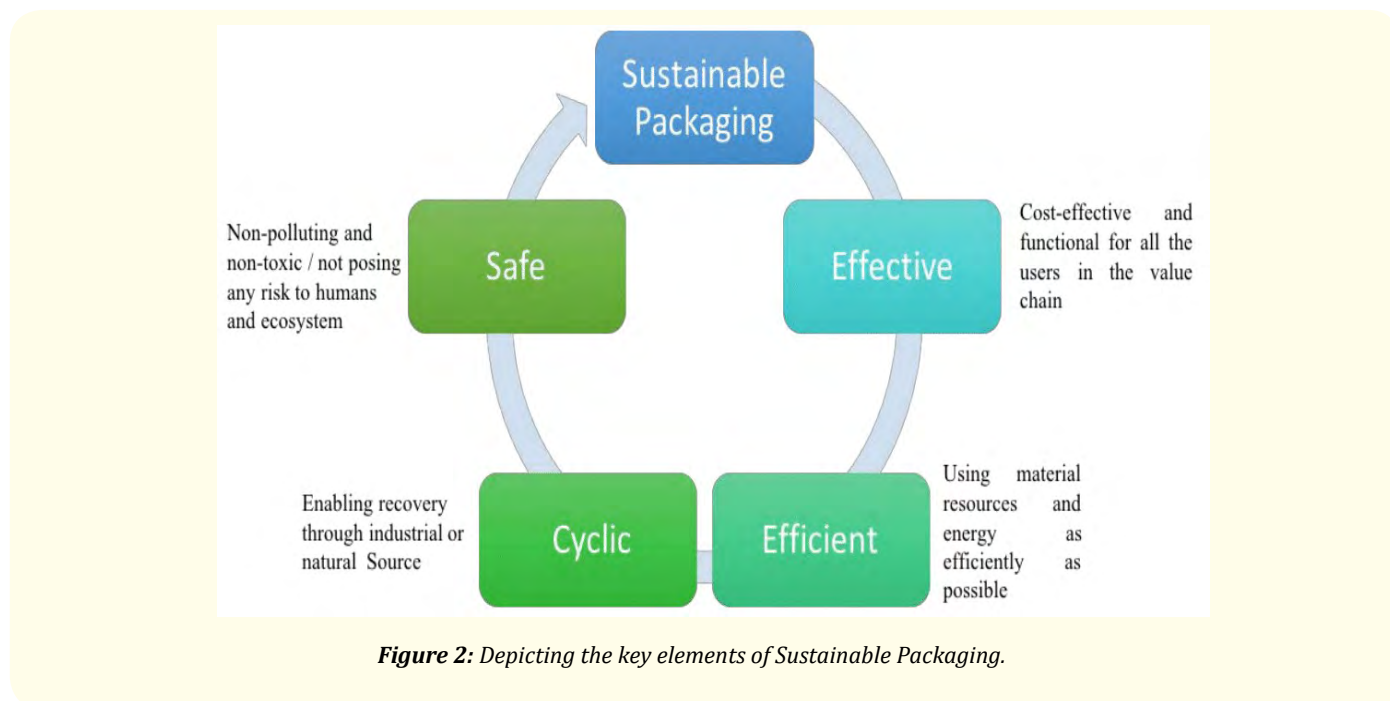 Sustainable
Packaging
Effective
Cost-effective and
functional for all the
users in the value
chain
Efficient
Using material
resources and
energy as
efficiently as
possible
Cyclic
Enabling recovery
through industrial or
natural Source
Safe
Non-polluting and
non-toxic / not posing
any risk to humans
and ecosystem
Figure 2: Depicting the key elements of Sustainable Packaging.